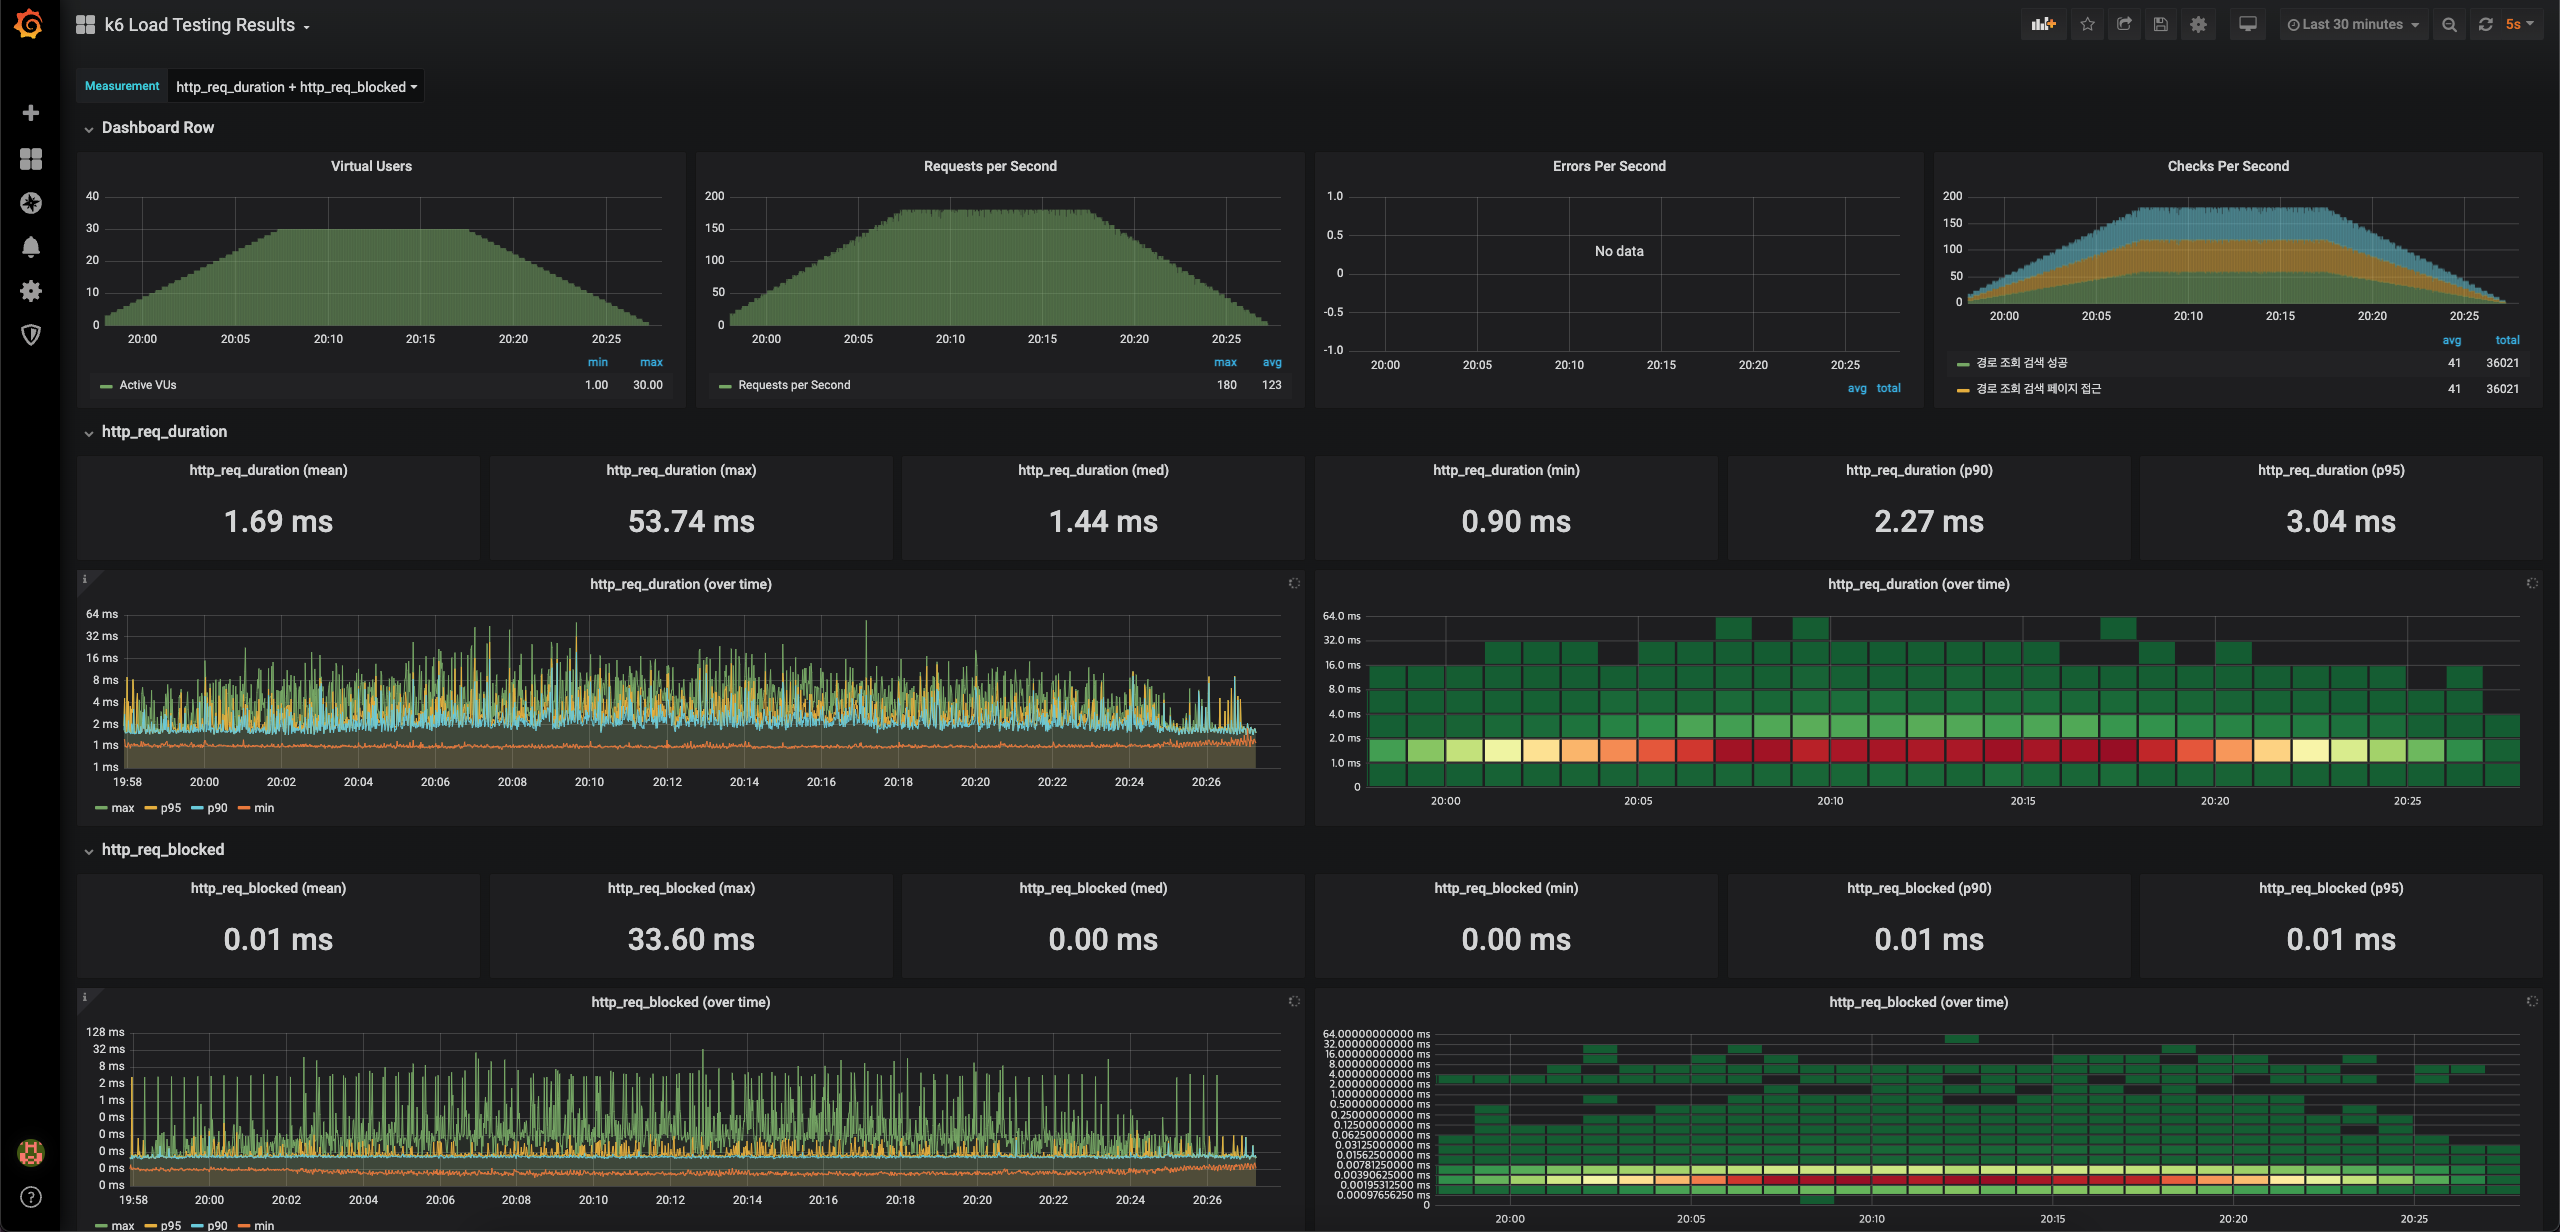 k6 Load Testing Results
Last 30 minutes
5s
Measurement
http_req_duration + http_req_blocked
Dashboard Row
Virtual Users
40
30
20
10
0
20:00 20:05 20:10 20:15 20:20 20:25
min max
Active VUs 1.00 30.00
Requests per Second
200
150
100
50
0
20:00 20:05 20:10 20:15 20:20 20:25
max avg
Requests per Second 180 123
Errors Per Second
1.0
0.5
0
-0.5
-1.0
No data
20:00 20:05 20:10 20:15 20:20 20:25
avg total
Checks Per Second
200
150
100
50
0
20:00 20:05 20:10 20:15 20:20 20:25
avg total
경로 조회 검색 성공 41 36021
경로 조회 검색 페이지 접근 41 36021
http_req_duration
http_req_duration (mean)
1.69 ms
http_req_duration (max)
53.74 ms
http_req_duration (med)
1.44 ms
http_req_duration (min)
0.90 ms
http_req_duration (p90)
2.27 ms
http_req_duration (p95)
3.04 ms
http_req_duration (over time)
64 ms
32 ms
16 ms
8 ms
4 ms
2 ms
1 ms
1 ms
19:58 20:00 20:02 20:04 20:06 20:08 20:10 20:12 20:14 20:16 20:18 20:20 20:22 20:24 20:26
max p95 p90 min
http_req_duration (over time)
64.0 ms
32.0 ms
16.0 ms
8.0 ms
4.0 ms
2.0 ms
1.0 ms
0
20:00 20:05 20:10 20:15 20:20 20:25
http_req_blocked
http_req_blocked (mean)
0.01 ms
http_req_blocked (max)
33.60 ms
http_req_blocked (med)
0.00 ms
http_req_blocked (min)
0.00 ms
http_req_blocked (p90)
0.01 ms
http_req_blocked (p95)
0.01 ms
http_req_blocked (over time)
128 ms
32 ms
8 ms
2 ms
1 ms
0 ms
0 ms
0 ms
0 ms
0 ms
19:58 20:00 20:02 20:04 20:06 20:08 20:10 20:12 20:14 20:16 20:18 20:20 20:22 20:24 20:26
max p95 p90 min
http_req_blocked (over time)
64.00000000000 ms
32.00000000000 ms
16.00000000000 ms
8.00000000000 ms
4.00000000000 ms
2.00000000000 ms
1.00000000000 ms
0.50000000000 ms
0.25000000000 ms
0.12500000000 ms
0.06250000000 ms
0.03125000000 ms
0.01562500000 ms
0.00781250000 ms
0.00390625000 ms
0.00195312500 ms
0.00097656250 ms
0
20:00 20:05 20:10 20:15 20:20 20:25